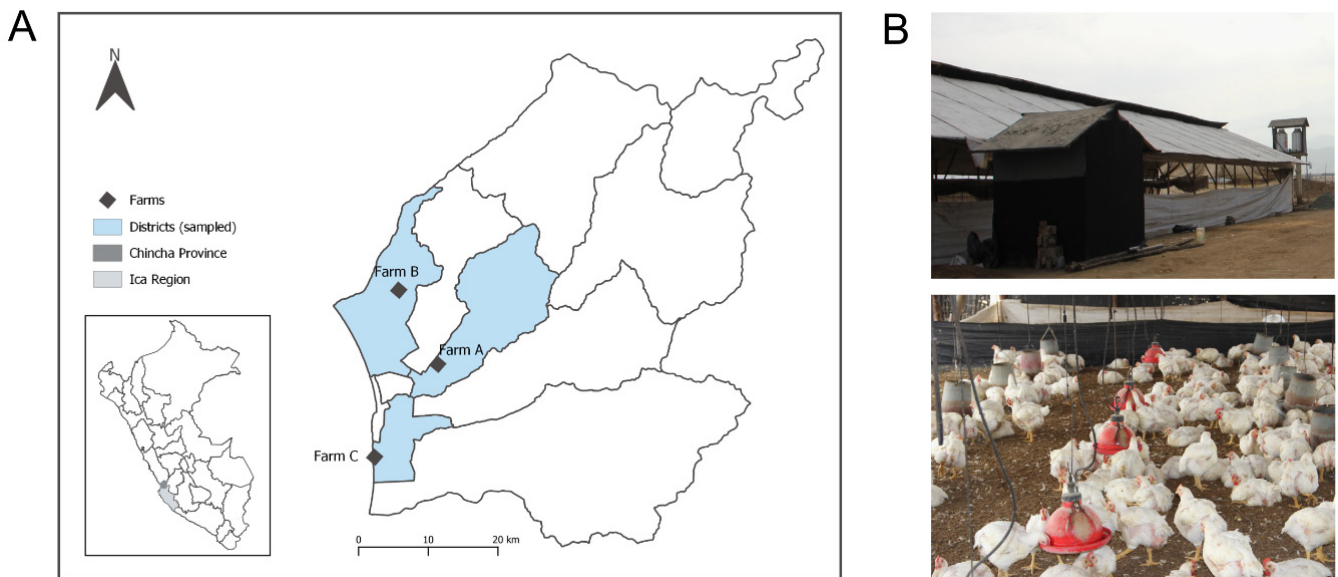 A
B
N
Farms
Districts (sampled)
Chincha Province
Ica Region
Farm B
Farm A
Farm C
0 10 20 km